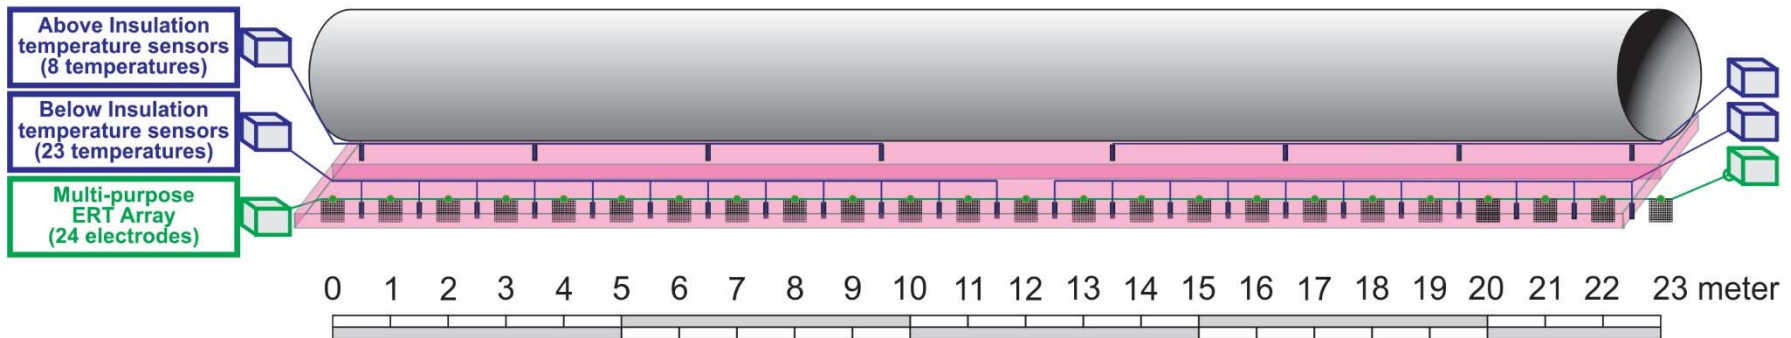 Above Insulation
temperature sensors
(8 temperatures)
Below Insulation
temperature sensors
(23 temperatures)
Multi-purpose
ERT Array
(24 electrodes)
0 1 2 3 4 5 6 7 8 9 10 11 12 13 14 15 16 17 18 19 20 21 22 23 meter